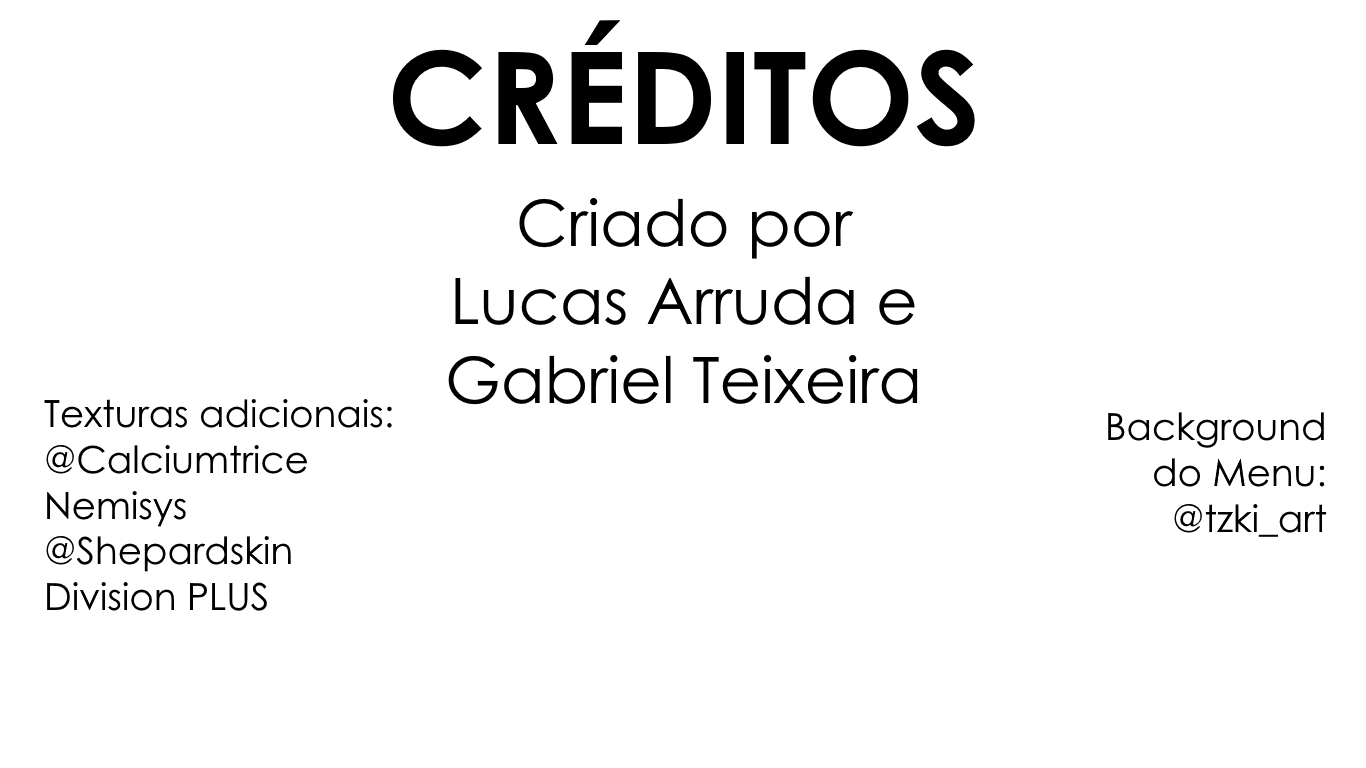 CRÉDITOS
Criado por
Lucas Arruda e
Gabriel Teixeira
Texturas adicionais:
@Calciumtrice
Nemisys
@Shepardskin
Division PLUS
Background
do Menu:
@tzki_art